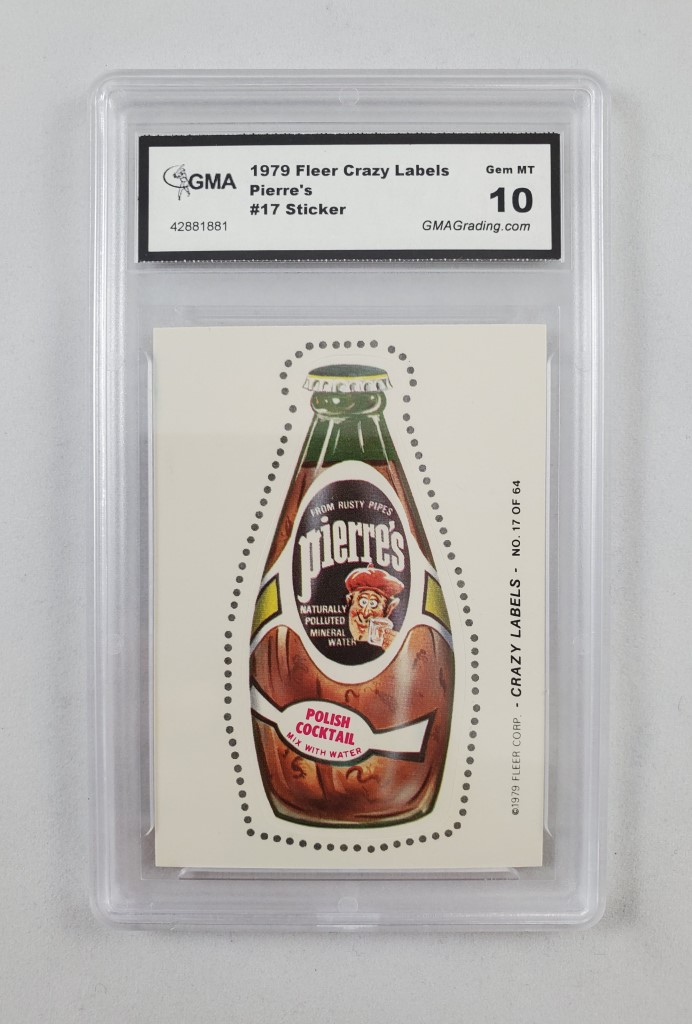 GMA
1979 Fleer Crazy Labels
Pierre's
#17 Sticker
42881881
Gem MT
10
GMAGrading.com
FROM RUSTY PIPES
pierre's
NATURALLY
POLLUTED
MINERAL
WATER
POLISH
COCKTAIL
MIX WITH WATER
©1979 FLEER CORP. - CRAZY LABELS - NO. 17 OF 64